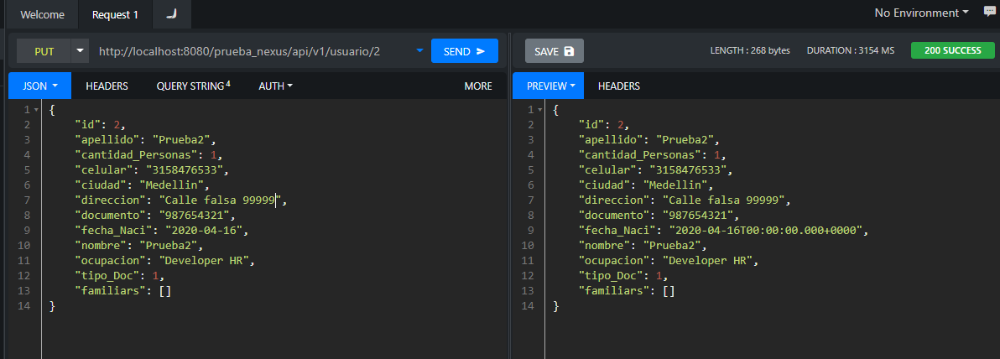 Welcome
Request 1
No Environment
PUT
http://localhost:8080/prueba_nexus/api/v1/usuario/2
SEND
SAVE
LENGTH : 268 bytes
DURATION : 3154 MS
200 SUCCESS
JSON
HEADERS
QUERY STRING 4
AUTH
MORE
PREVIEW
HEADERS
1 {
2 "id": 2,
3 "apellido": "Prueba2",
4 "cantidad_Personas": 1,
5 "celular": "3158476533",
6 "ciudad": "Medellin",
7 "direccion": "Calle falsa 99999",
8 "documento": "987654321",
9 "fecha_Naci": "2020-04-16",
10 "nombre": "Prueba2",
11 "ocupacion": "Developer HR",
12 "tipo_Doc": 1,
13 "familiars": []
14 }
1 {
2 "id": 2,
3 "apellido": "Prueba2",
4 "cantidad_Personas": 1,
5 "celular": "3158476533",
6 "ciudad": "Medellin",
7 "direccion": "Calle falsa 99999",
8 "documento": "987654321",
9 "fecha_Naci": "2020-04-16T00:00:00.000+0000",
10 "nombre": "Prueba2",
11 "ocupacion": "Developer HR",
12 "tipo_Doc": 1,
13 "familiars": []
14 }